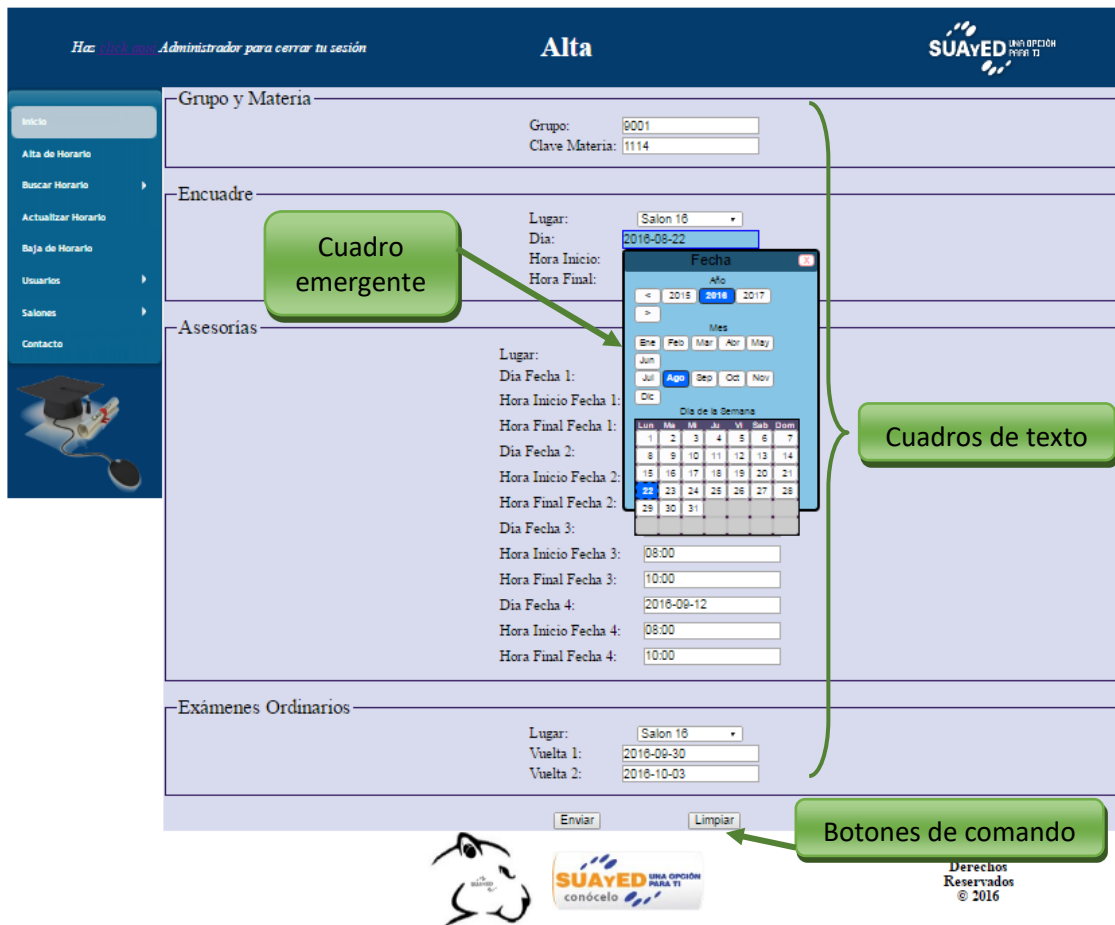 Haz click aquí Administrador para cerrar tu sesión
Alta
SUAYED UNA OPCIÓN PARA TI
Inicio
Alta de Horario
Buscar Horario
Actualizar Horario
Baja de Horario
Usuarios
Salones
Contacto
Grupo y Materia
Grupo: 9001
Clave Materia: 1114
Encuadre
Lugar: Salon 16
Dia: 2016-08-22
Hora Inicio:
Hora Final:
Cuadro
emergente
Fecha X
Año
< 2015 2016 2017
>
Mes
Ene Feb Mar Abr May
Jun
Jul Ago Sep Oct Nov
Dic
Dia de la Semana
Lun Ma Mi Ju Vi Sab Dom
1 2 3 4 5 6 7
8 9 10 11 12 13 14
15 16 17 18 19 20 21
22 23 24 25 26 27 28
29 30 31
Asesorías
Lugar:
Dia Fecha 1:
Hora Inicio Fecha 1:
Hora Final Fecha 1:
Dia Fecha 2:
Hora Inicio Fecha 2:
Hora Final Fecha 2:
Dia Fecha 3:
Hora Inicio Fecha 3: 08:00
Hora Final Fecha 3: 10:00
Dia Fecha 4: 2016-09-12
Hora Inicio Fecha 4: 08:00
Hora Final Fecha 4: 10:00
Cuadros de texto
Exámenes Ordinarios
Lugar: Salon 16
Vuelta 1: 2016-09-30
Vuelta 2: 2016-10-03
Enviar Limpiar
Botones de comando
SUAYED UNA OPCIÓN PARA TI
conócelo
Derechos
Reservados
© 2016